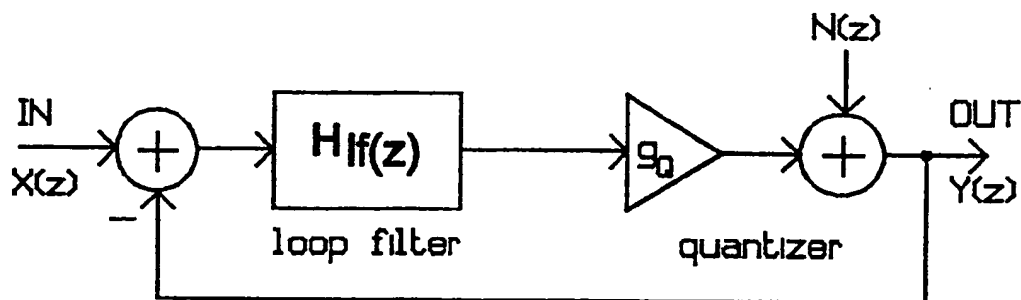 N(z)
IN
X(z)
+
Hlf(z)
gQ
+
OUT
Y(z)
−
loop filter
quantizer